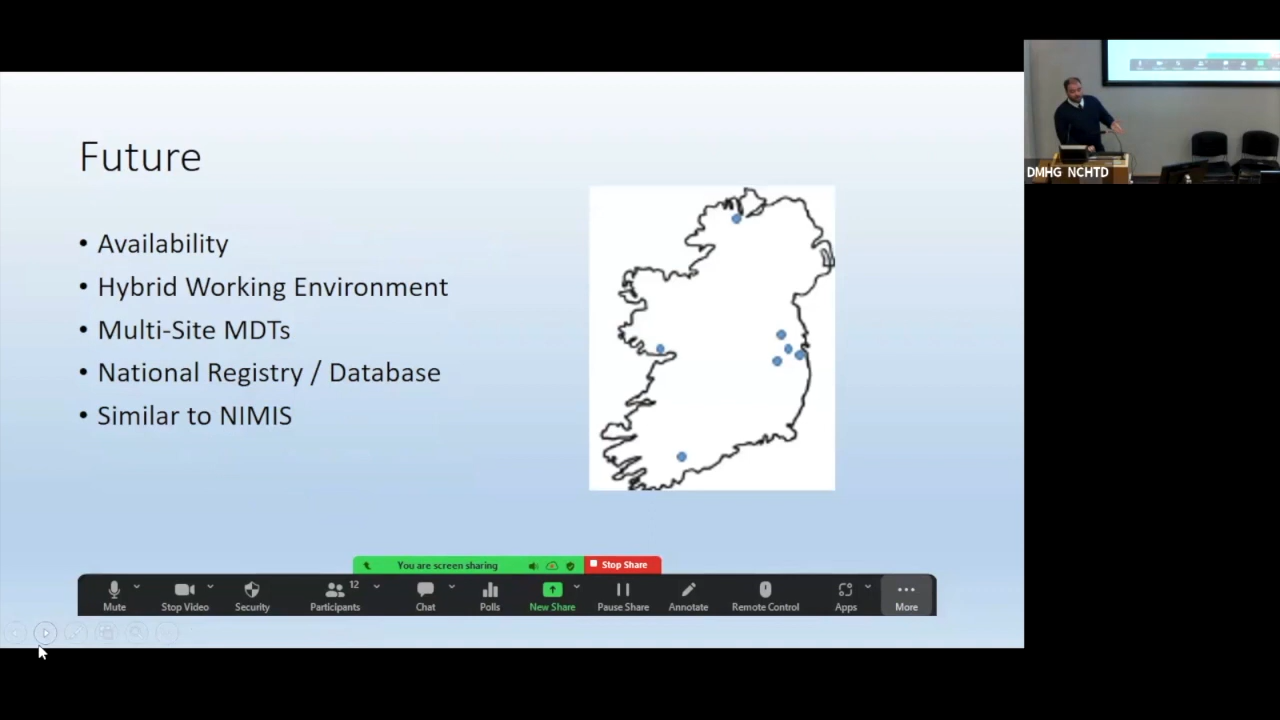 Future
• Availability
• Hybrid Working Environment
• Multi-Site MDTs
• National Registry / Database
• Similar to NIMIS
DMHG NCHTD
You are screen sharing
Stop Share
Mute
Stop Video
Security
12
Participants
Chat
Polls
New Share
Pause Share
Annotate
Remote Control
Apps
More